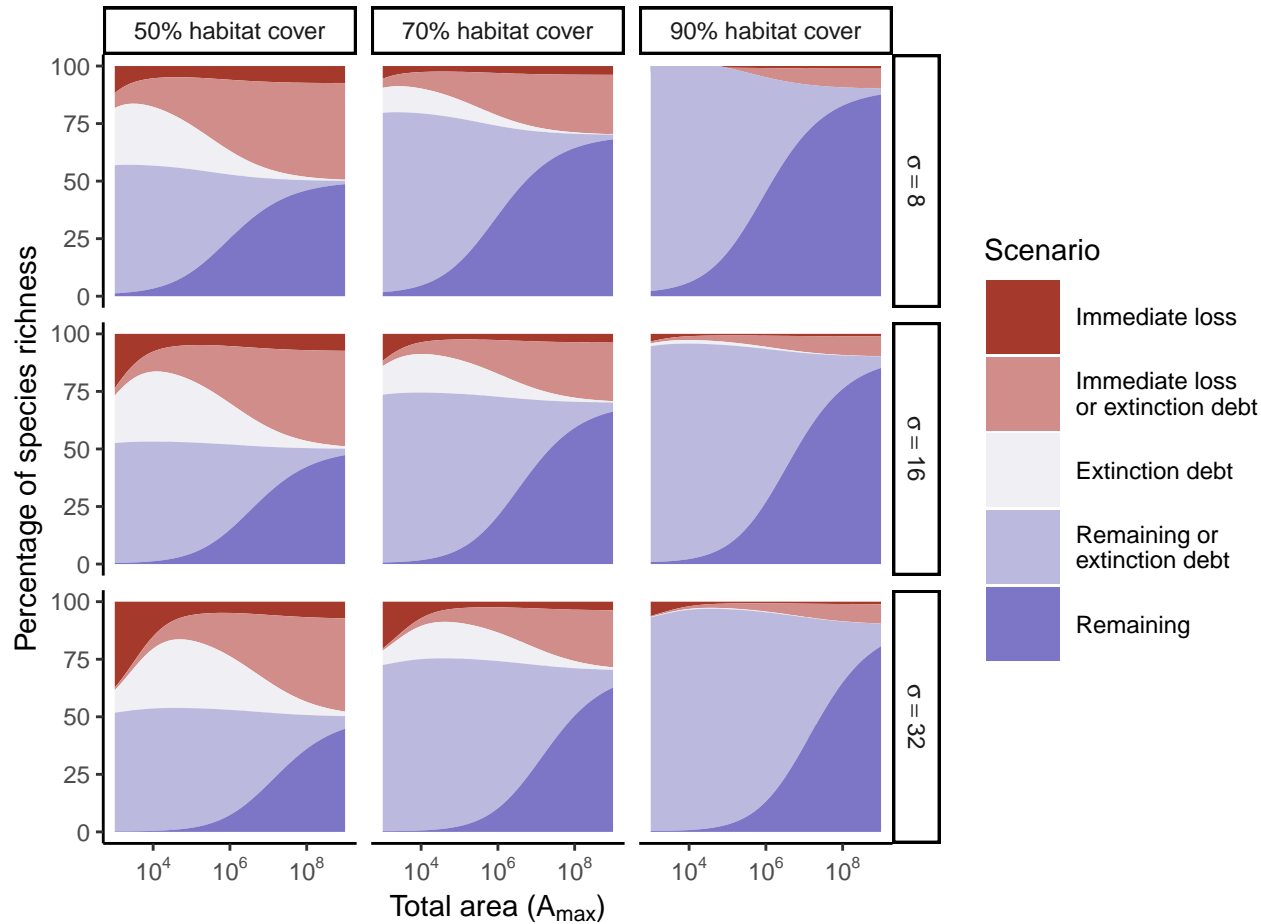 50% habitat cover
70% habitat cover
90% habitat cover
Percentage of species richness
100
75
50
25
0
σ = 8
100
75
50
25
0
σ = 16
100
75
50
25
0
σ = 32
10^4 10^6 10^8
10^4 10^6 10^8
10^4 10^6 10^8
Total area (A_max)
Scenario
Immediate loss
Immediate loss
or extinction debt
Extinction debt
Remaining or
extinction debt
Remaining